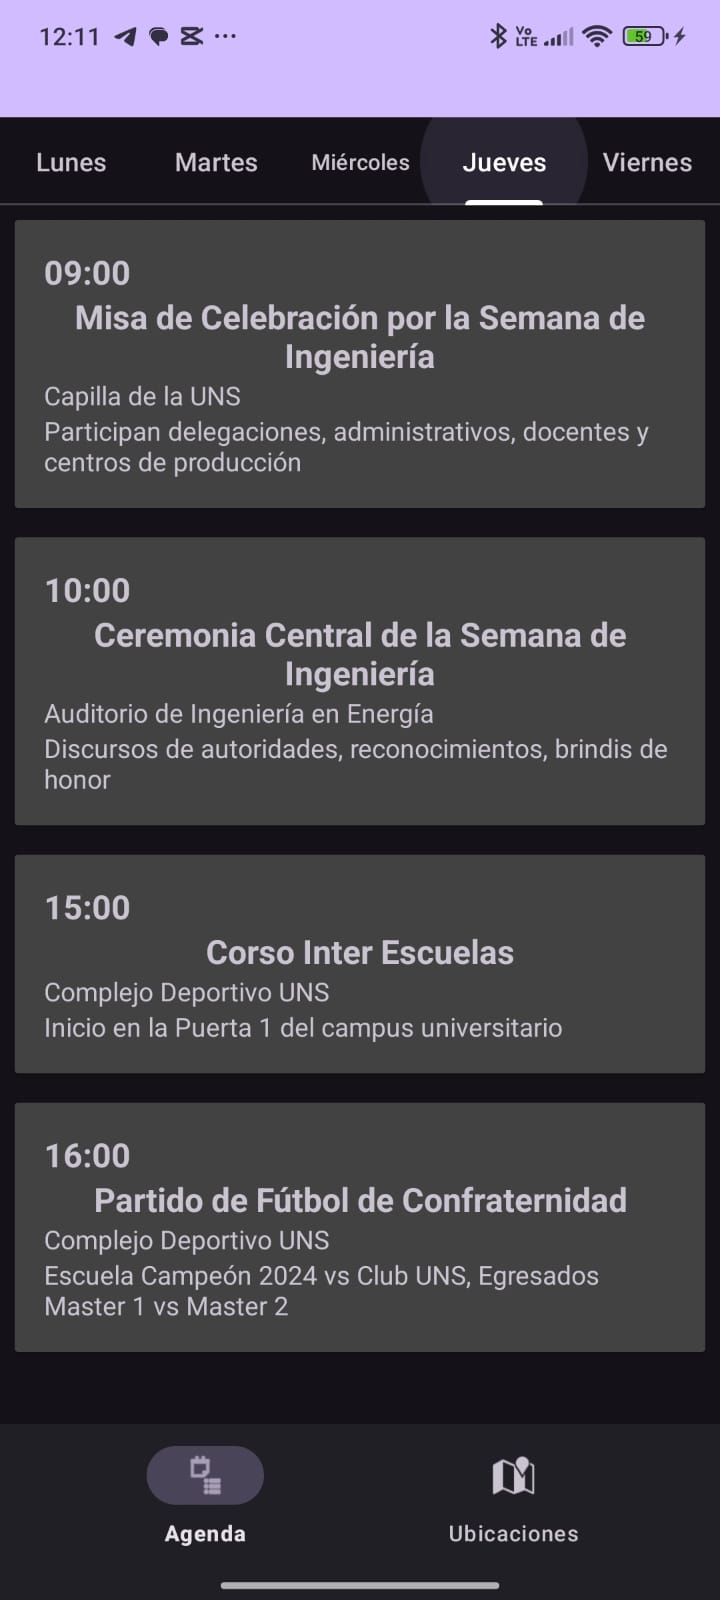 12:11
Vo LTE
59
Lunes Martes Miércoles Jueves Viernes
09:00
Misa de Celebración por la Semana de
Ingeniería
Capilla de la UNS
Participan delegaciones, administrativos, docentes y
centros de producción
10:00
Ceremonia Central de la Semana de
Ingeniería
Auditorio de Ingeniería en Energía
Discursos de autoridades, reconocimientos, brindis de
honor
15:00
Corso Inter Escuelas
Complejo Deportivo UNS
Inicio en la Puerta 1 del campus universitario
16:00
Partido de Fútbol de Confraternidad
Complejo Deportivo UNS
Escuela Campeón 2024 vs Club UNS, Egresados
Master 1 vs Master 2
Agenda Ubicaciones